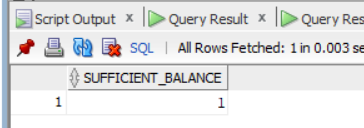 Script Output x Query Result x Query Res
SQL | All Rows Fetched: 1 in 0.003 se
SUFFICIENT_BALANCE
1 1